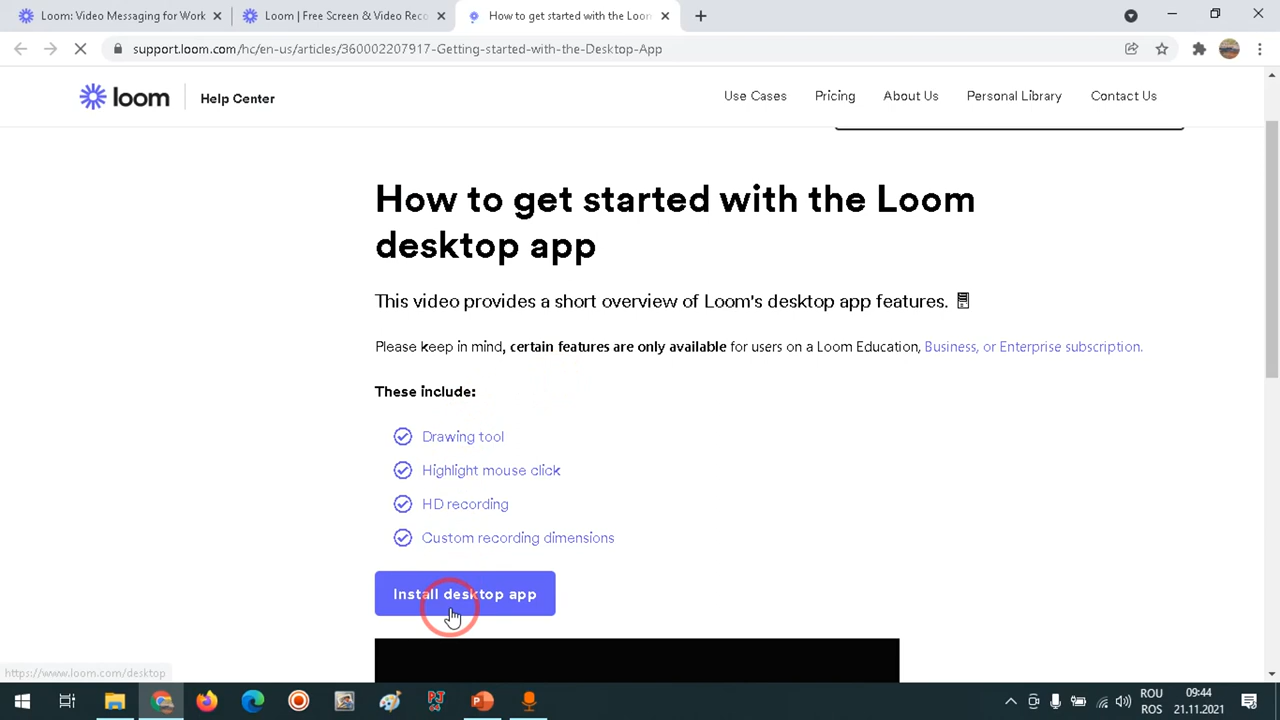 Loom: Video Messaging for Work
Loom | Free Screen & Video Reco
How to get started with the Loom
support.loom.com/hc/en-us/articles/360002207917-Getting-started-with-the-Desktop-App
loom
Help Center
Use Cases
Pricing
About Us
Personal Library
Contact Us
How to get started with the Loom
desktop app
This video provides a short overview of Loom's desktop app features.
Please keep in mind, certain features are only available for users on a Loom Education, Business, or Enterprise subscription.
These include:
Drawing tool
Highlight mouse click
HD recording
Custom recording dimensions
Install desktop app
https://www.loom.com/desktop
ROU
ROS
09:44
21.11.2021